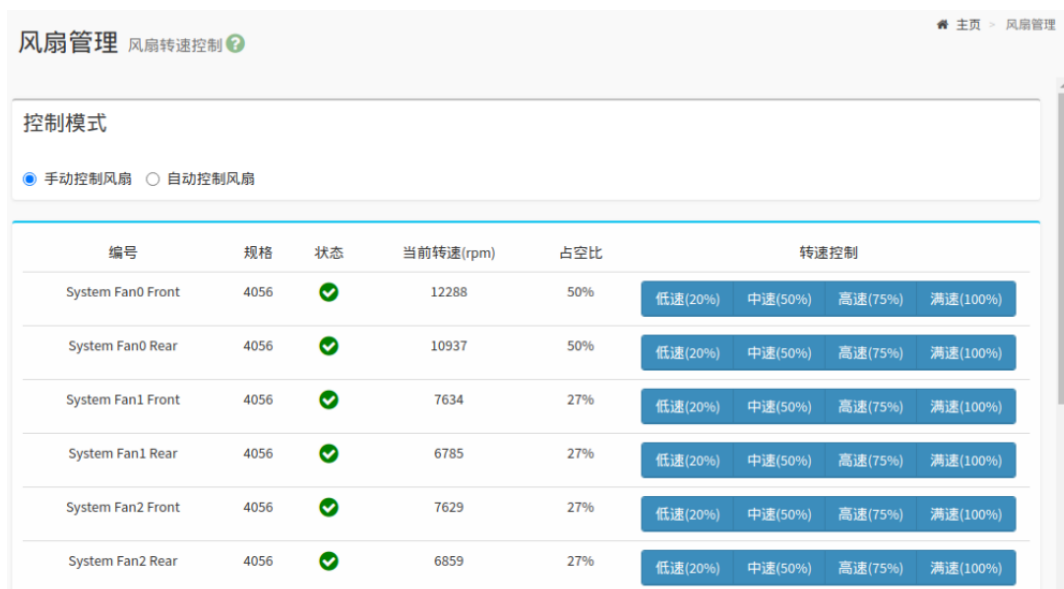 主页 > 风扇管理
风扇管理 风扇转速控制
控制模式
手动控制风扇 自动控制风扇
编号 规格 状态 当前转速(rpm) 占空比 转速控制
System Fan0 Front 4056 12288 50% 低速(20%) 中速(50%) 高速(75%) 满速(100%)
System Fan0 Rear 4056 10937 50% 低速(20%) 中速(50%) 高速(75%) 满速(100%)
System Fan1 Front 4056 7634 27% 低速(20%) 中速(50%) 高速(75%) 满速(100%)
System Fan1 Rear 4056 6785 27% 低速(20%) 中速(50%) 高速(75%) 满速(100%)
System Fan2 Front 4056 7629 27% 低速(20%) 中速(50%) 高速(75%) 满速(100%)
System Fan2 Rear 4056 6859 27% 低速(20%) 中速(50%) 高速(75%) 满速(100%)